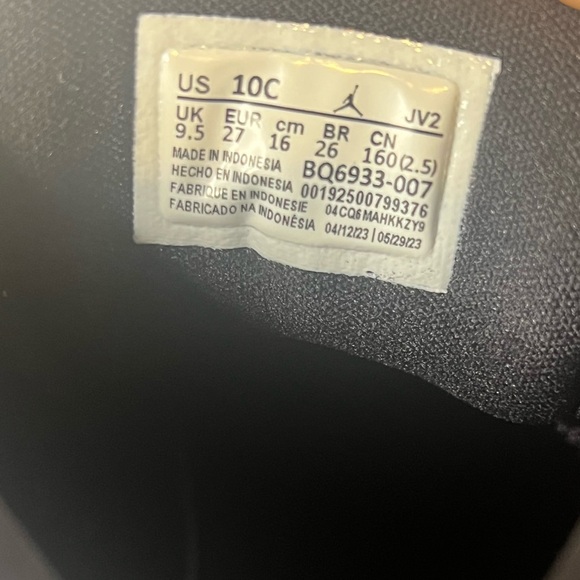 US 10C JV2
UK EUR cm BR CN
9.5 27 16 26 160(2.5)
MADE IN INDONESIA BQ6933-007
HECHO EN INDONESIA 00192500799376
FABRIQUE EN INDONESIE 04CQ6MAHKKZY9
FABRICADO NA INDONÊSIA 04/12/23 | 05/29/23